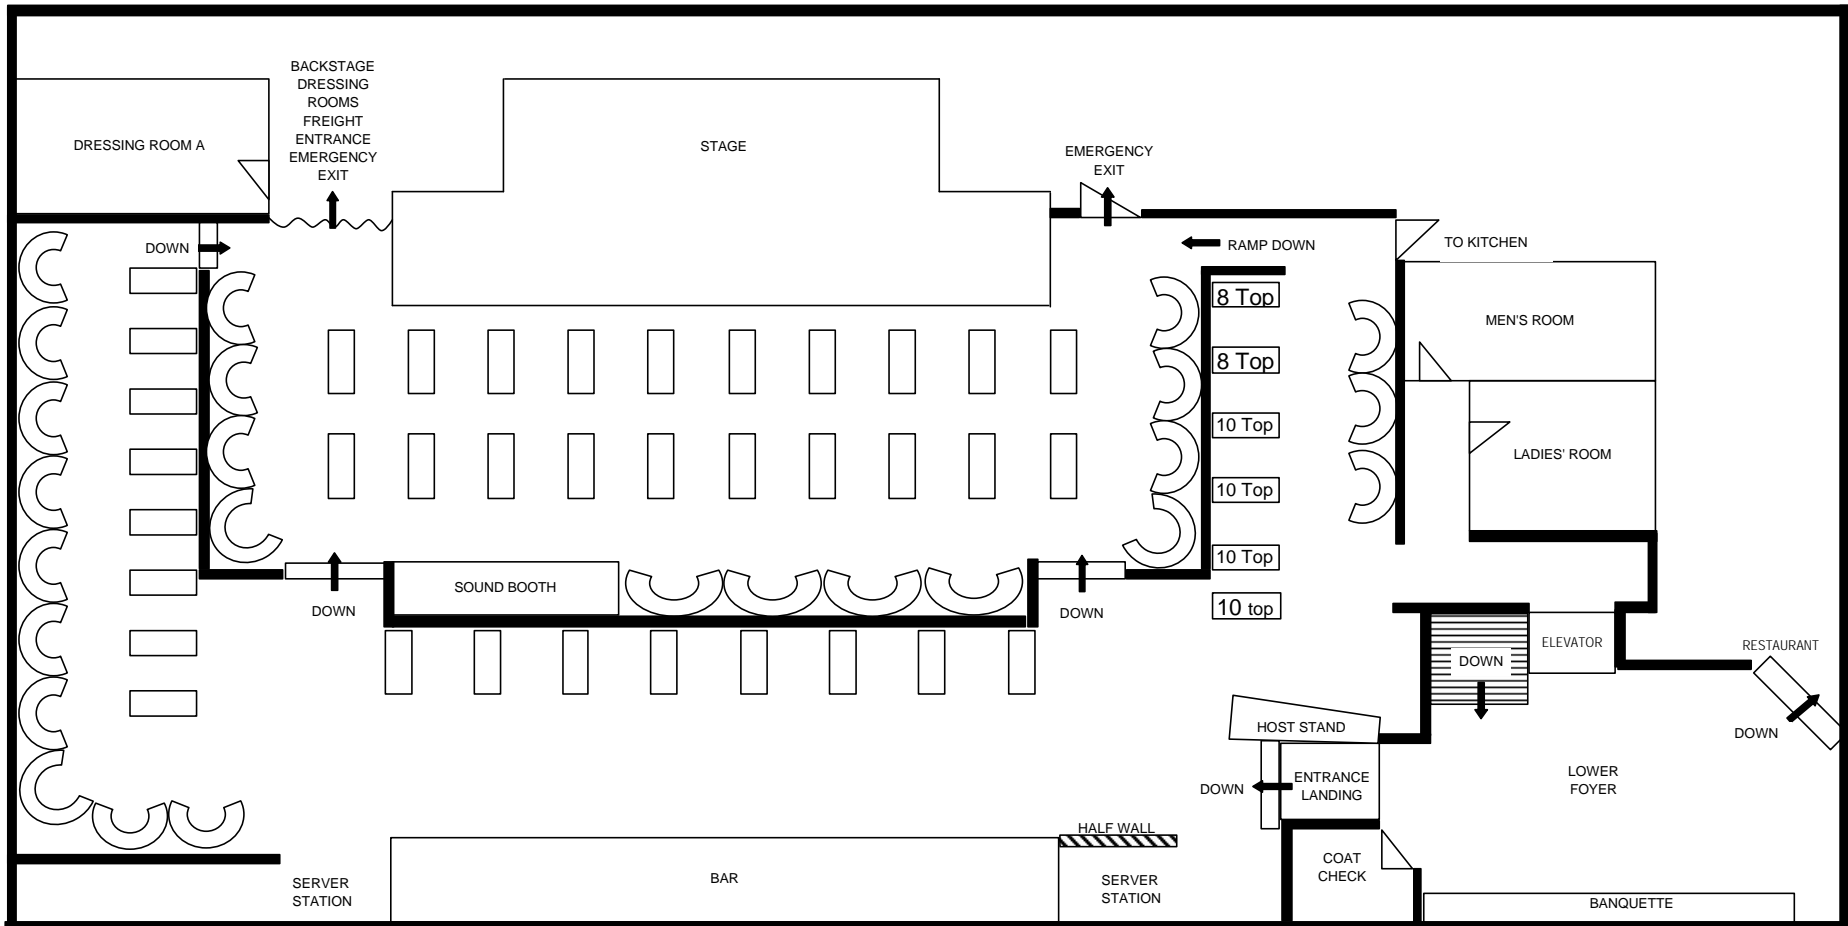 BACKSTAGE
DRESSING
ROOMS
FREIGHT
ENTRANCE
EMERGENCY
EXIT
DRESSING ROOM A
STAGE
EMERGENCY
EXIT
DOWN
RAMP DOWN
TO KITCHEN
8 Top
MEN'S ROOM
8 Top
10 Top
LADIES' ROOM
10 Top
10 Top
SOUND BOOTH
10 top
DOWN
DOWN
ELEVATOR
RESTAURANT
DOWN
HOST STAND
DOWN
ENTRANCE
LANDING
DOWN
LOWER
FOYER
HALF WALL
COAT
CHECK
SERVER
STATION
BAR
SERVER
STATION
BANQUETTE